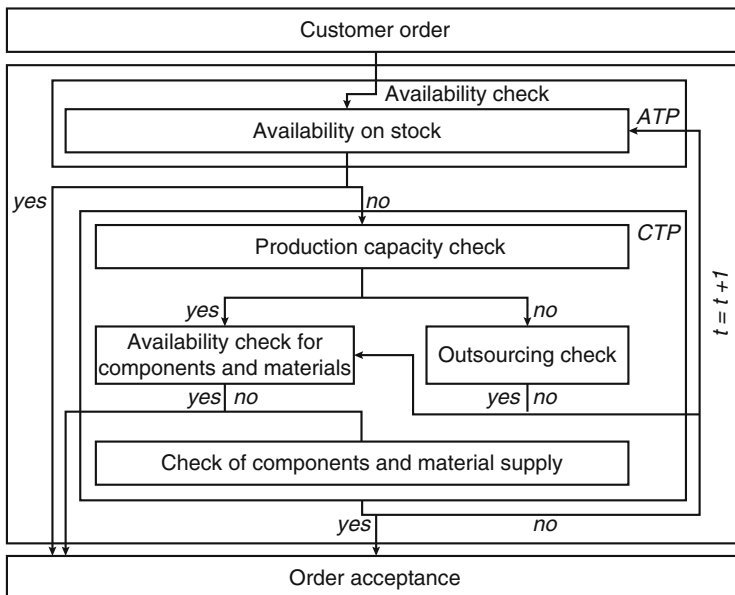 Customer order
Availability check
ATP
Availability on stock
yes
no
CTP
Production capacity check
t = t +1
yes
no
Availability check for
components and materials
Outsourcing check
yes no
yes no
Check of components and material supply
yes
no
Order acceptance